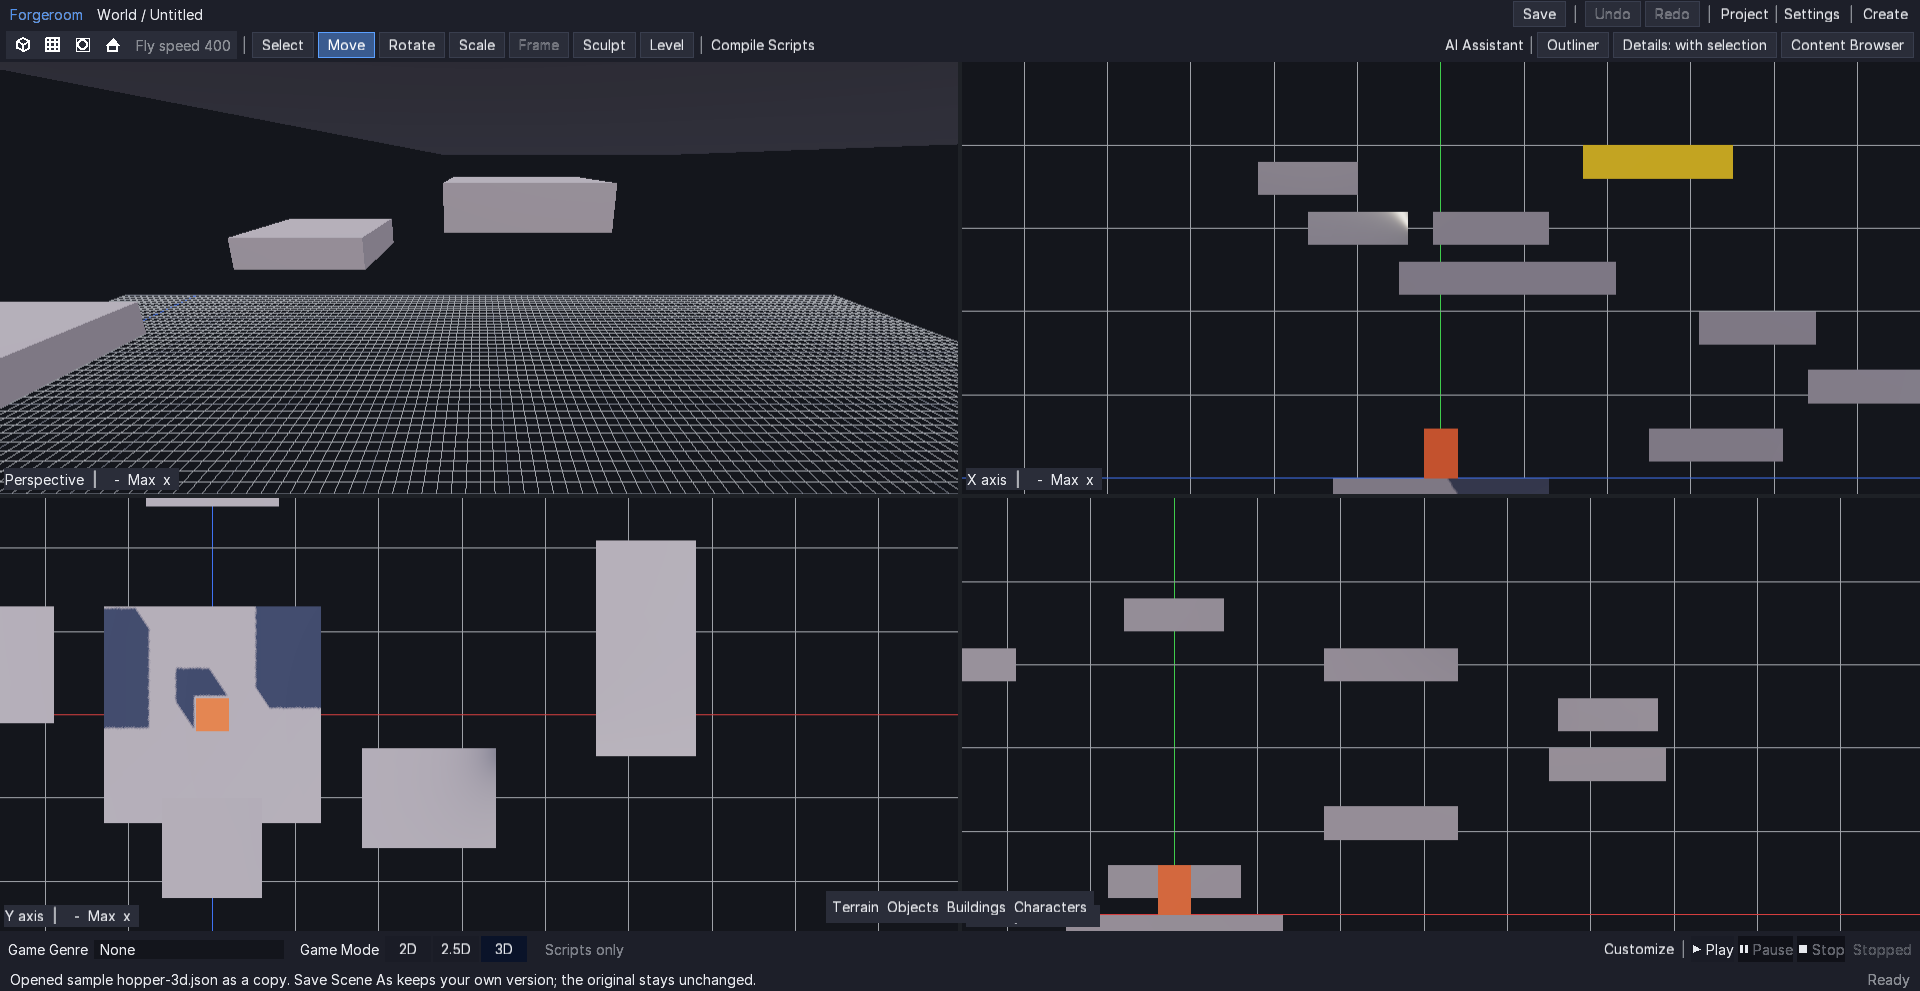 Forgeroom World / Untitled Save Undo Redo Project Settings Create
Fly speed 400 Select Move Rotate Scale Frame Sculpt Level Compile Scripts AI Assistant Outliner Details: with selection Content Browser
Perspective - Max x
X axis - Max x
Y axis - Max x
Terrain Objects Buildings Characters
Game Genre None Game Mode 2D 2.5D 3D Scripts only Customize Play Pause Stop Stopped
Opened sample hopper-3d.json as a copy. Save Scene As keeps your own version; the original stays unchanged. Ready